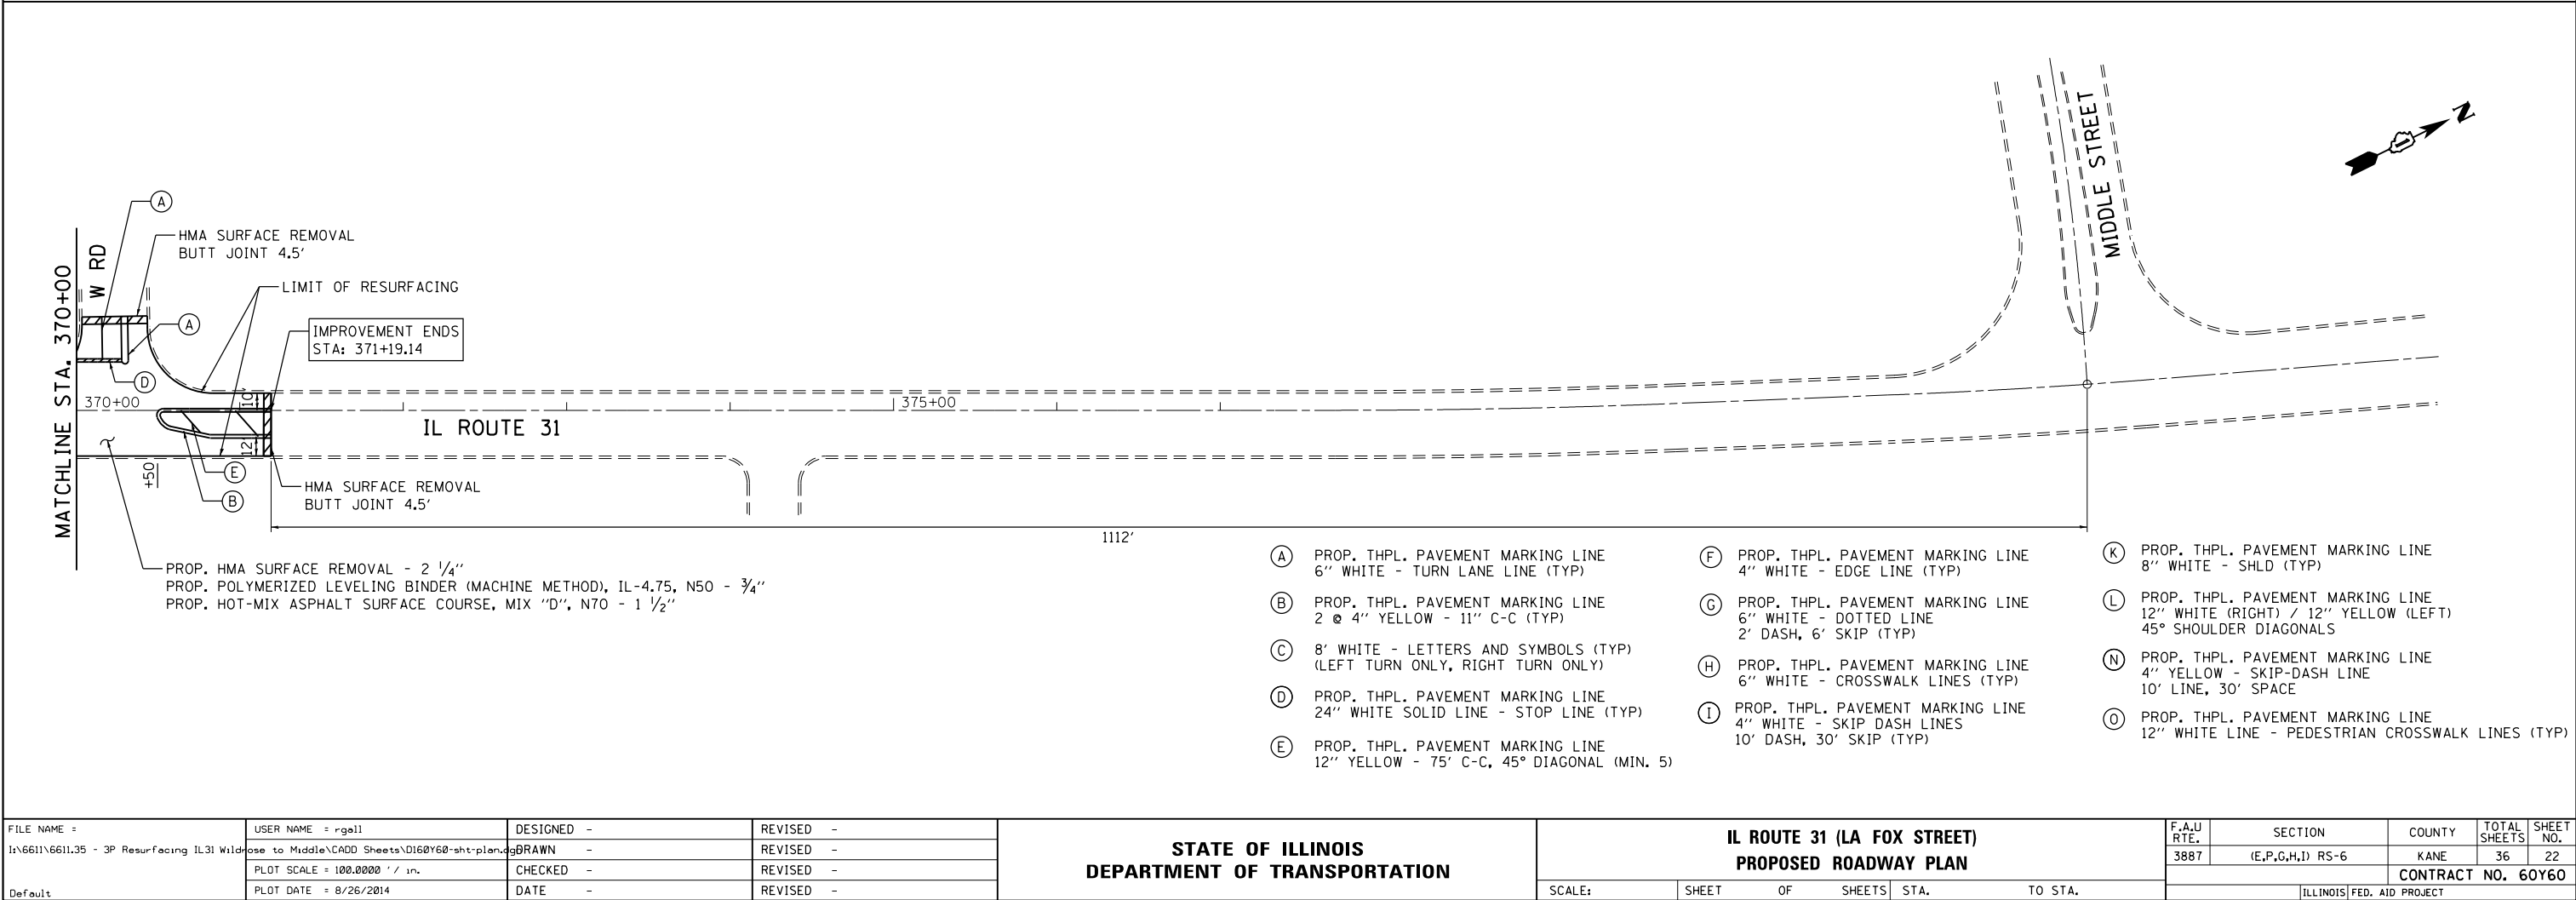 MIDDLE STREET
N
A
HMA SURFACE REMOVAL
BUTT JOINT 4.5'
W RD
LIMIT OF RESURFACING
A
IMPROVEMENT ENDS
STA: 371+19.14
MATCHLINE STA. 370+00
D
370+00
10'
375+00
IL ROUTE 31
12'
+50
E
B
HMA SURFACE REMOVAL
BUTT JOINT 4.5'
1112'
PROP. HMA SURFACE REMOVAL - 2 1/4"
PROP. POLYMERIZED LEVELING BINDER (MACHINE METHOD), IL-4.75, N50 - 3/4"
PROP. HOT-MIX ASPHALT SURFACE COURSE, MIX "D", N70 - 1 1/2"
A PROP. THPL. PAVEMENT MARKING LINE
6" WHITE - TURN LANE LINE (TYP)
B PROP. THPL. PAVEMENT MARKING LINE
2 @ 4" YELLOW - 11" C-C (TYP)
C 8' WHITE - LETTERS AND SYMBOLS (TYP)
(LEFT TURN ONLY, RIGHT TURN ONLY)
D PROP. THPL. PAVEMENT MARKING LINE
24" WHITE SOLID LINE - STOP LINE (TYP)
E PROP. THPL. PAVEMENT MARKING LINE
12" YELLOW - 75' C-C, 45° DIAGONAL (MIN. 5)
F PROP. THPL. PAVEMENT MARKING LINE
4" WHITE - EDGE LINE (TYP)
G PROP. THPL. PAVEMENT MARKING LINE
6" WHITE - DOTTED LINE
2' DASH, 6' SKIP (TYP)
H PROP. THPL. PAVEMENT MARKING LINE
6" WHITE - CROSSWALK LINES (TYP)
I PROP. THPL. PAVEMENT MARKING LINE
4" WHITE - SKIP DASH LINES
10' DASH, 30' SKIP (TYP)
K PROP. THPL. PAVEMENT MARKING LINE
8" WHITE - SHLD (TYP)
L PROP. THPL. PAVEMENT MARKING LINE
12" WHITE (RIGHT) / 12" YELLOW (LEFT)
45° SHOULDER DIAGONALS
N PROP. THPL. PAVEMENT MARKING LINE
4" YELLOW - SKIP-DASH LINE
10' LINE, 30' SPACE
O PROP. THPL. PAVEMENT MARKING LINE
12" WHITE LINE - PEDESTRIAN CROSSWALK LINES (TYP)
FILE NAME =
I:\6611\6611.35 - 3P Resurfacing IL31 Wildrose to Middle\CADD Sheets\D160Y60-sht-plan.dgn
Default
USER NAME = rgall
PLOT SCALE = 100.0000 ' / in.
PLOT DATE = 8/26/2014
DESIGNED -
DRAWN -
CHECKED -
DATE -
REVISED -
REVISED -
REVISED -
REVISED -
STATE OF ILLINOIS
DEPARTMENT OF TRANSPORTATION
IL ROUTE 31 (LA FOX STREET)
PROPOSED ROADWAY PLAN
SCALE: SHEET OF SHEETS STA. TO STA.
F.A.U RTE. SECTION COUNTY TOTAL SHEETS SHEET NO.
3887 (E,P,G,H,I) RS-6 KANE 36 22
CONTRACT NO. 60Y60
ILLINOIS FED. AID PROJECT